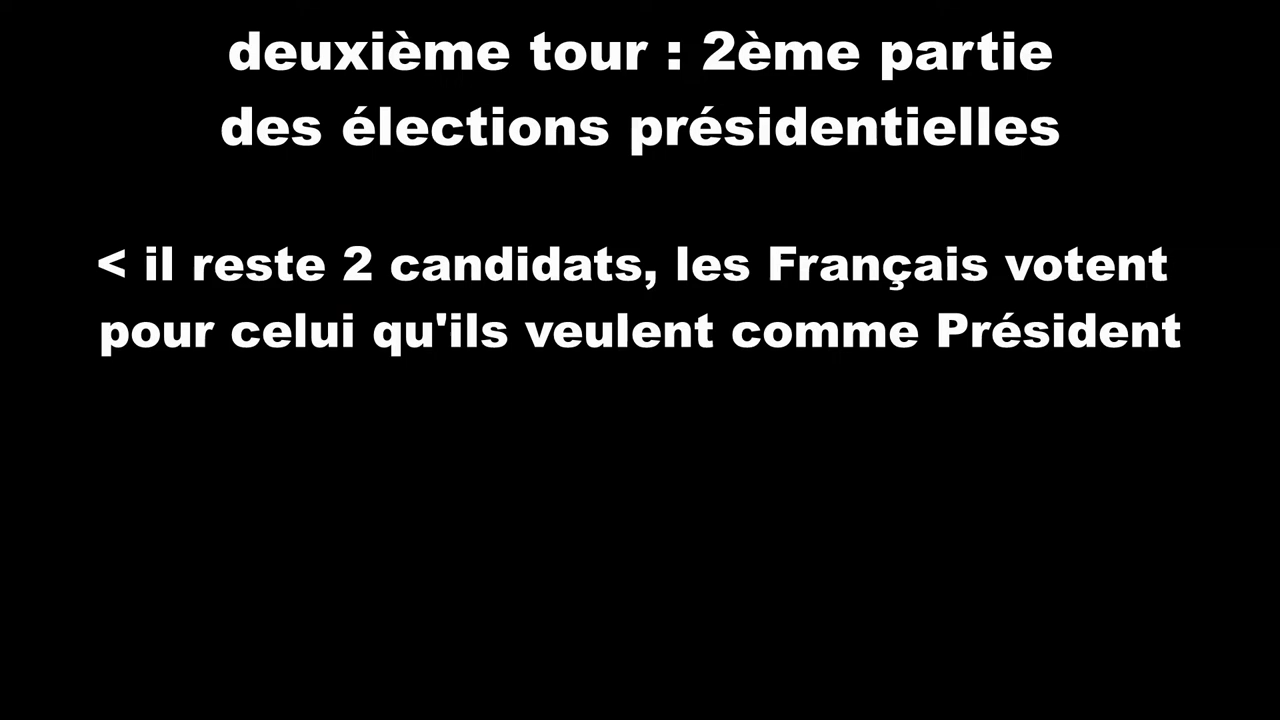 deuxième tour : 2ème partie
des élections présidentielles
< il reste 2 candidats, les Français votent
pour celui qu'ils veulent comme Président